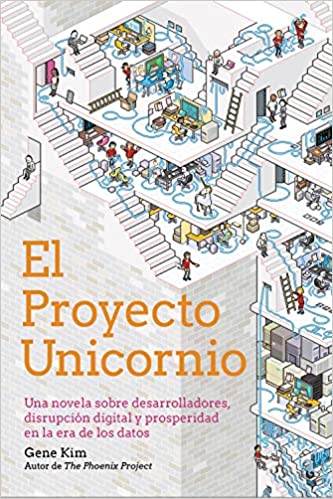 El
Proyecto
Unicornio
Una novela sobre desarrolladores,
disrupción digital y prosperidad
en la era de los datos
Gene Kim
Autor de The Phoenix Project